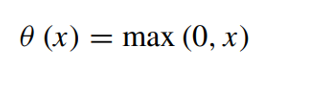 θ (x) = max (0, x)